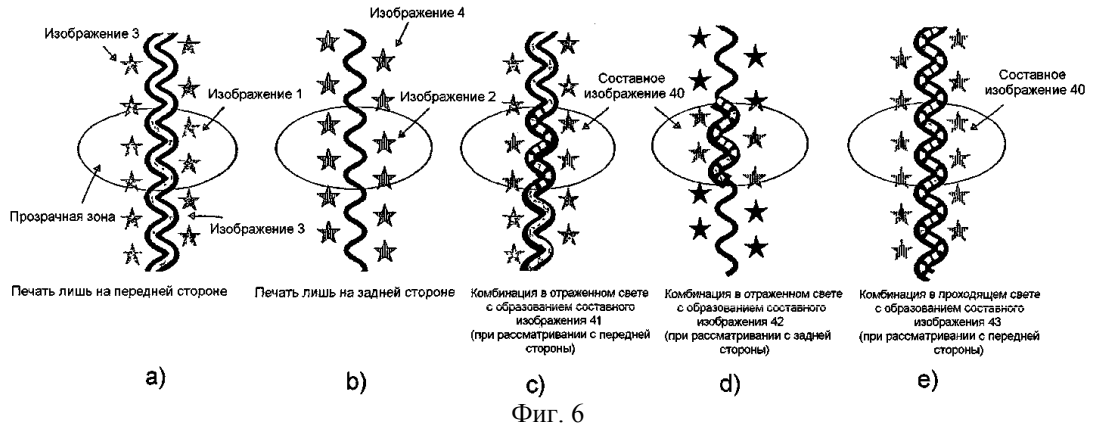 Изображение 3
Изображение 1
Прозрачная зона
Изображение 3
Печать лишь на передней стороне
a)
Изображение 4
Изображение 2
Печать лишь на задней стороне
b)
Составное
изображение 40
Комбинация в отраженном свете
с образованием составного
изображения 41
(при рассматривании с передней
стороны)
c)
Комбинация в отраженном свете
с образованием составного
изображения 42
(при рассматривании с задней
стороны)
d)
Составное
изображение 40
Комбинация в проходящем свете
с образованием составного
изображения 43
(при рассматривании с передней
стороны)
e)
Фиг. 6